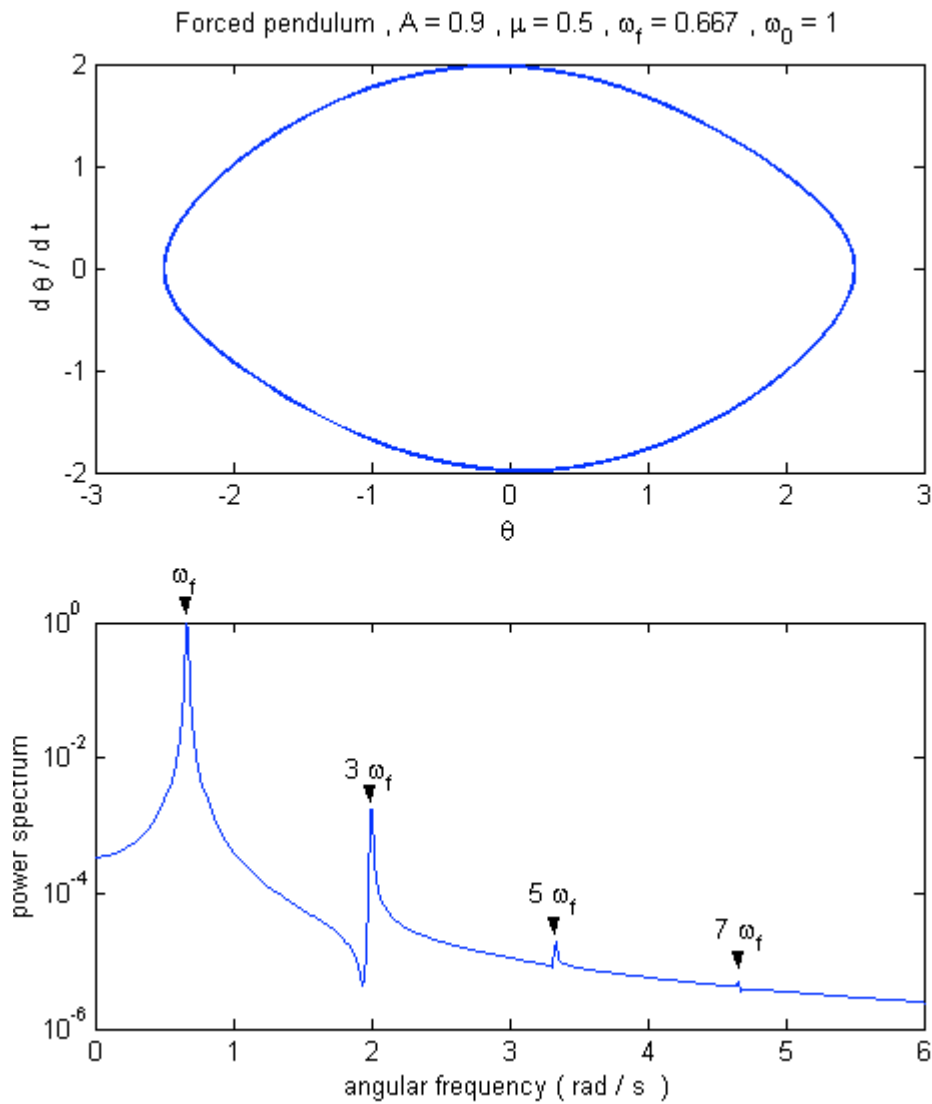 Forced pendulum , A = 0.9 , μ = 0.5 , ω_f = 0.667 , ω_0 = 1
2
1
0
-1
-2
d θ / d t
-3 -2 -1 0 1 2 3
θ
ω_f
3 ω_f
5 ω_f
7 ω_f
10^0
10^-2
10^-4
10^-6
power spectrum
0 1 2 3 4 5 6
angular frequency ( rad / s )